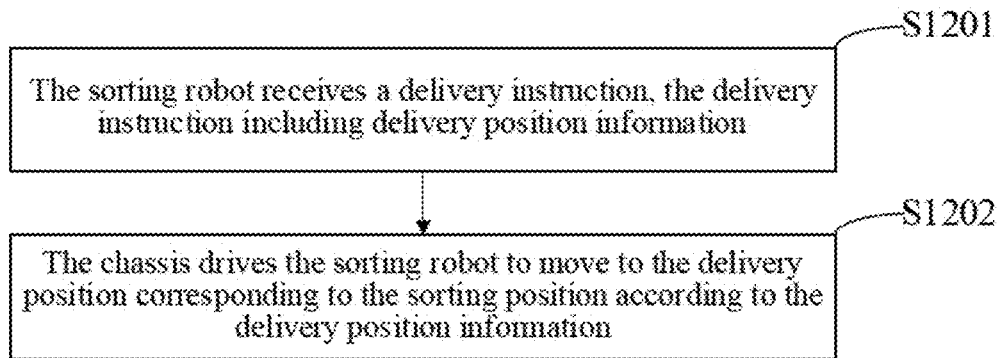 S1201
The sorting robot receives a delivery instruction, the delivery
instruction including delivery position information
S1202
The chassis drives the sorting robot to move to the delivery
position corresponding to the sorting position according to the
delivery position information